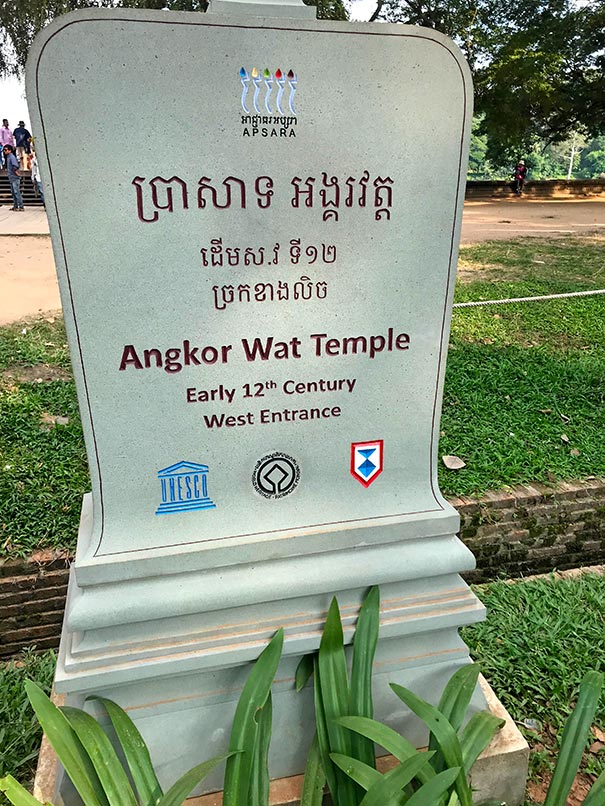 អាជ្ញាធរអប្សរា
APSARA
ប្រាសាទ អង្គរវត្ត
ដើមស.វ ទី១២
ច្រកខាងលិច
Angkor Wat Temple
Early 12th Century
West Entrance
UNESCO